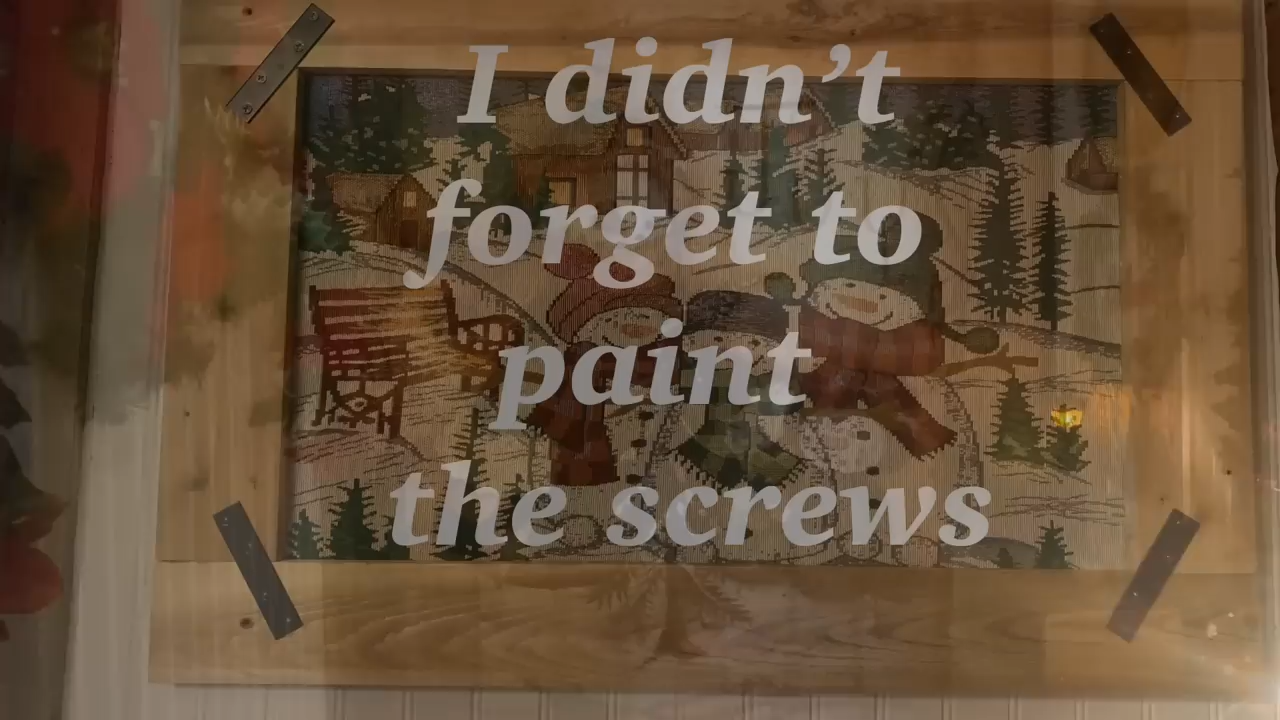 I didn’t
forget to
paint
the screws